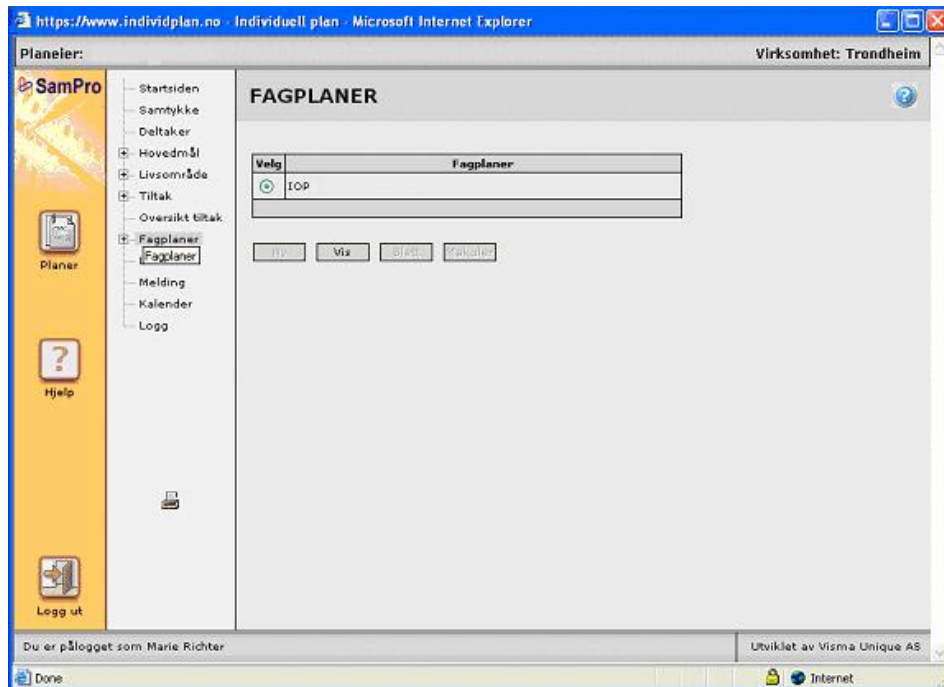 https://www.individplan.no - Individuell plan - Microsoft Internet Explorer
Planeier:
Virksomhet: Trondheim
SamPro
Startsiden
Samtykke
Deltaker
Hovedmål
Livsområde
Tiltak
Oversikt tiltak
Fagplaner
Fagplaner
Melding
Kalender
Logg
Planer
Hjelp
Logg ut
FAGPLANER
Velg Fagplaner
IOP
Ny Vis Slett
Du er pålogget som Marie Richter
Utviklet av Visma Unique AS
Done
Internet